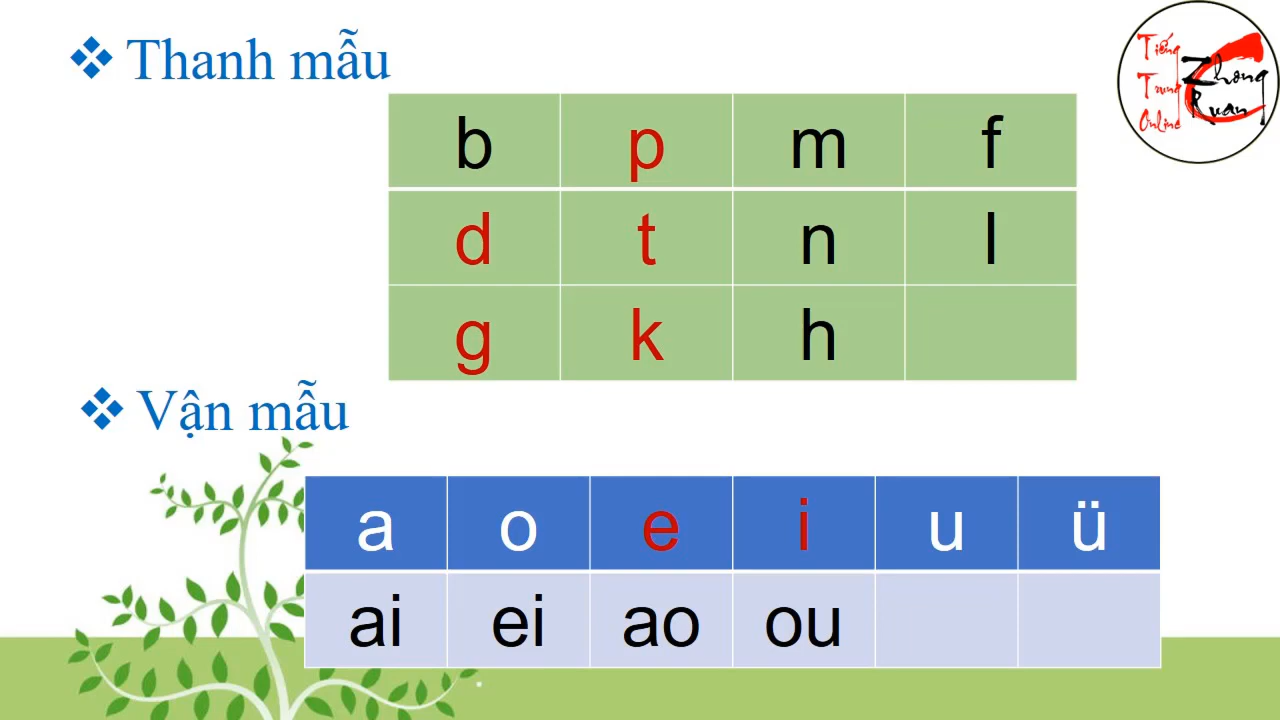 Thanh mẫu
Tiếng Trung Online
Zhong Ruan
b p m f
d t n l
g k h
Vận mẫu
a o e i u ü
ai ei ao ou